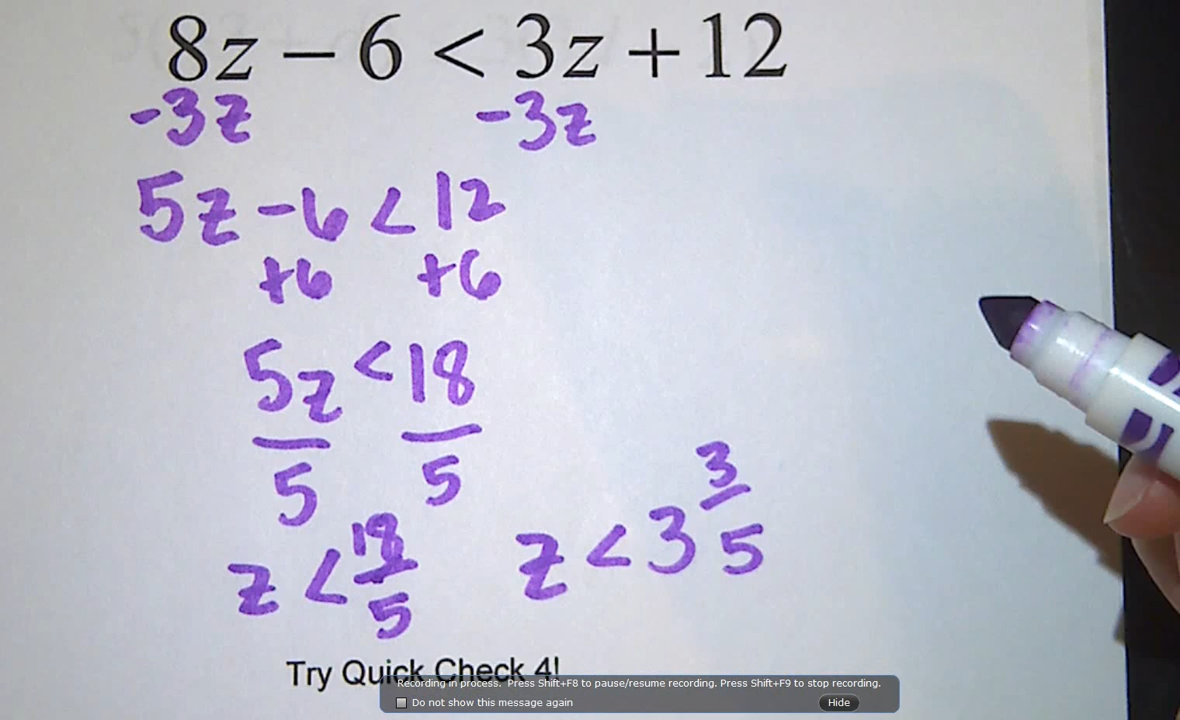 8z − 6 < 3z + 12
-3z -3z
5z - 6 < 12
+6 +6
5z < 18
5 5
z < 18/5 z < 3 3/5
Try Quick Check 4!
Recording in process. Press Shift+F8 to pause/resume recording. Press Shift+F9 to stop recording.
Do not show this message again Hide